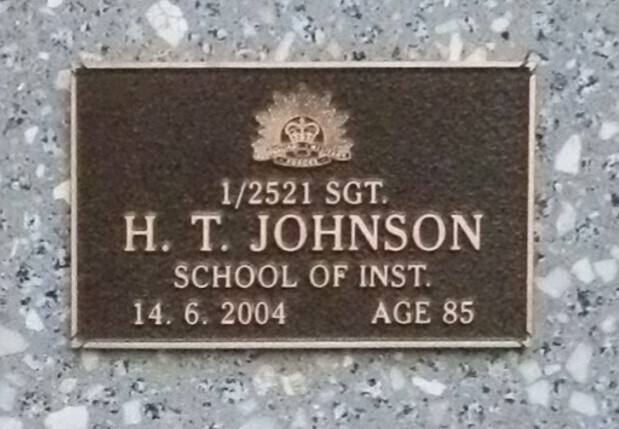 1/2521 SGT.
H. T. JOHNSON
SCHOOL OF INST.
14. 6. 2004 AGE 85